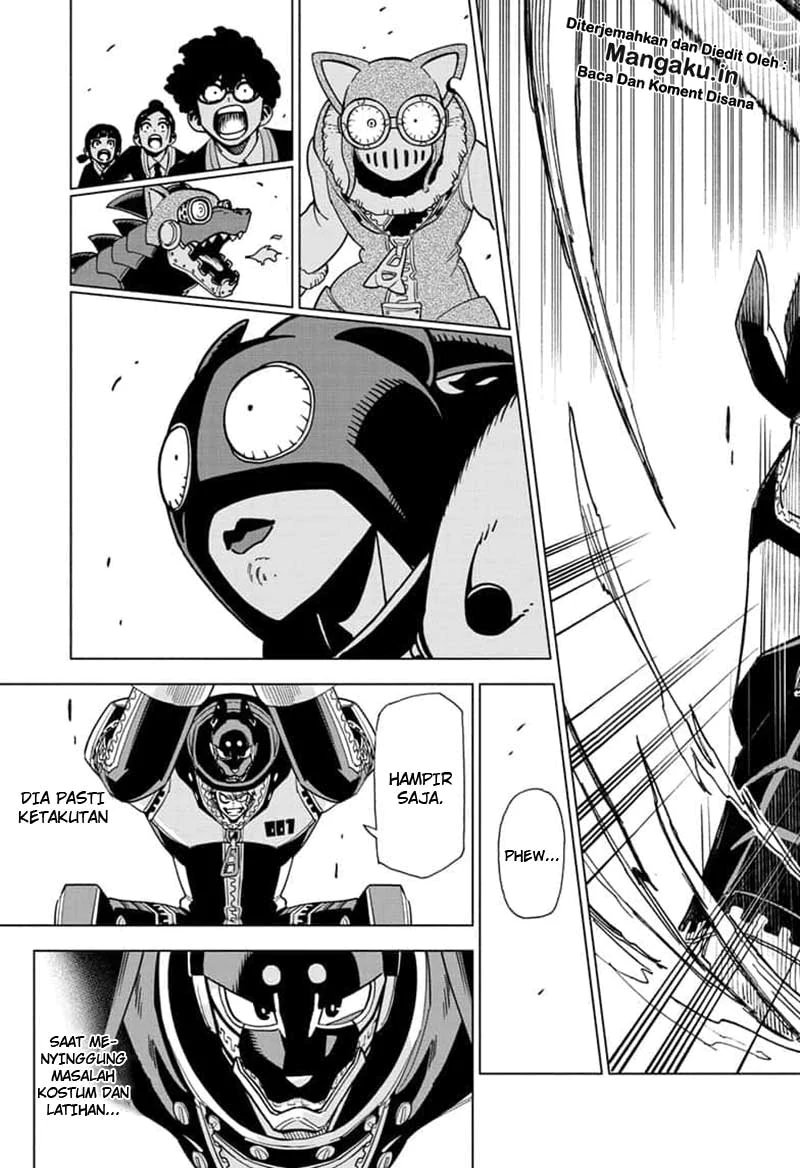 Diterjemahkan dan Diedit Oleh :
Mangaku.in
Baca Dan Koment Disana
PHEW...
HAMPIR
SAJA.
DIA PASTI
KETAKUTAN
001
SAAT ME-
NYINGGUNG
MASALAH
KOSTUM DAN
LATIHAN...